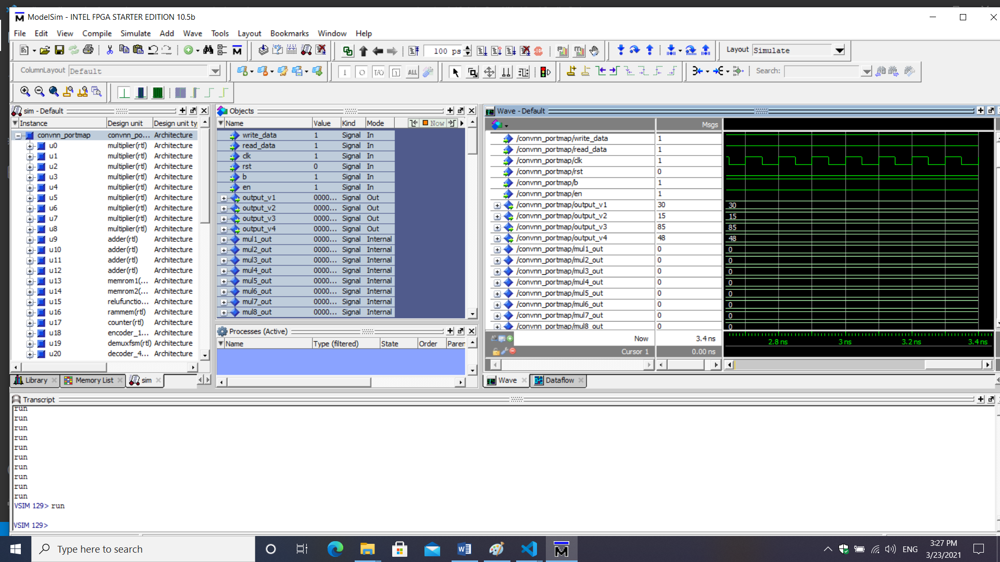 ModelSim - INTEL FPGA STARTER EDITION 10.5b
File Edit View Compile Simulate Add Wave Tools Layout Bookmarks Window Help
100 ps
Layout Simulate
ColumnLayout Default
Search:
sim - Default
Instance Design unit Design unit ty
convnn_portmap convnn_po... Architecture
u0 multiplier(rtl) Architecture
u1 multiplier(rtl) Architecture
u2 multiplier(rtl) Architecture
u3 multiplier(rtl) Architecture
u4 multiplier(rtl) Architecture
u5 multiplier(rtl) Architecture
u6 multiplier(rtl) Architecture
u7 multiplier(rtl) Architecture
u8 multiplier(rtl) Architecture
u9 adder(rtl) Architecture
u10 adder(rtl) Architecture
u11 adder(rtl) Architecture
u12 adder(rtl) Architecture
u13 memrom1(... Architecture
u14 memrom2(... Architecture
u15 relufunctio... Architecture
u16 rammem(rtl) Architecture
u17 counter(rtl) Architecture
u18 encoder_1... Architecture
u19 demuxfsm(rtl) Architecture
u20 decoder_4... Architecture
Library Memory List sim
Objects
Name Value Kind Mode Now
write_data 1 Signal In
read_data 1 Signal In
clk 1 Signal In
rst 0 Signal In
b 1 Signal In
en 1 Signal In
output_v1 0000... Signal Out
output_v2 0000... Signal Out
output_v3 0000... Signal Out
output_v4 0000... Signal Out
mul1_out 0000... Signal Internal
mul2_out 0000... Signal Internal
mul3_out 0000... Signal Internal
mul4_out 0000... Signal Internal
mul5_out 0000... Signal Internal
mul6_out 0000... Signal Internal
mul7_out 0000... Signal Internal
mul8_out 0000... Signal Internal
Processes (Active)
Name Type (filtered) State Order Paren
Wave - Default
Msgs
/convnn_portmap/write_data 1
/convnn_portmap/read_data 1
/convnn_portmap/clk 1
/convnn_portmap/rst 0
/convnn_portmap/b 1
/convnn_portmap/en 1
/convnn_portmap/output_v1 30 30
/convnn_portmap/output_v2 15 15
/convnn_portmap/output_v3 85 85
/convnn_portmap/output_v4 48 48
/convnn_portmap/mul1_out 0 0
/convnn_portmap/mul2_out 0 0
/convnn_portmap/mul3_out 0 0
/convnn_portmap/mul4_out 0 0
/convnn_portmap/mul5_out 0 0
/convnn_portmap/mul6_out 0 0
/convnn_portmap/mul7_out 0 0
/convnn_portmap/mul8_out 0 0
Now 3.4 ns 2.8 ns 3 ns 3.2 ns 3.4 ns
Cursor 1 0.00 ns
Wave Dataflow
Transcript
run
run
run
run
run
run
run
run
run
run
VSIM 129> run
VSIM 129>
Type here to search
ENG
3:27 PM
3/23/2021